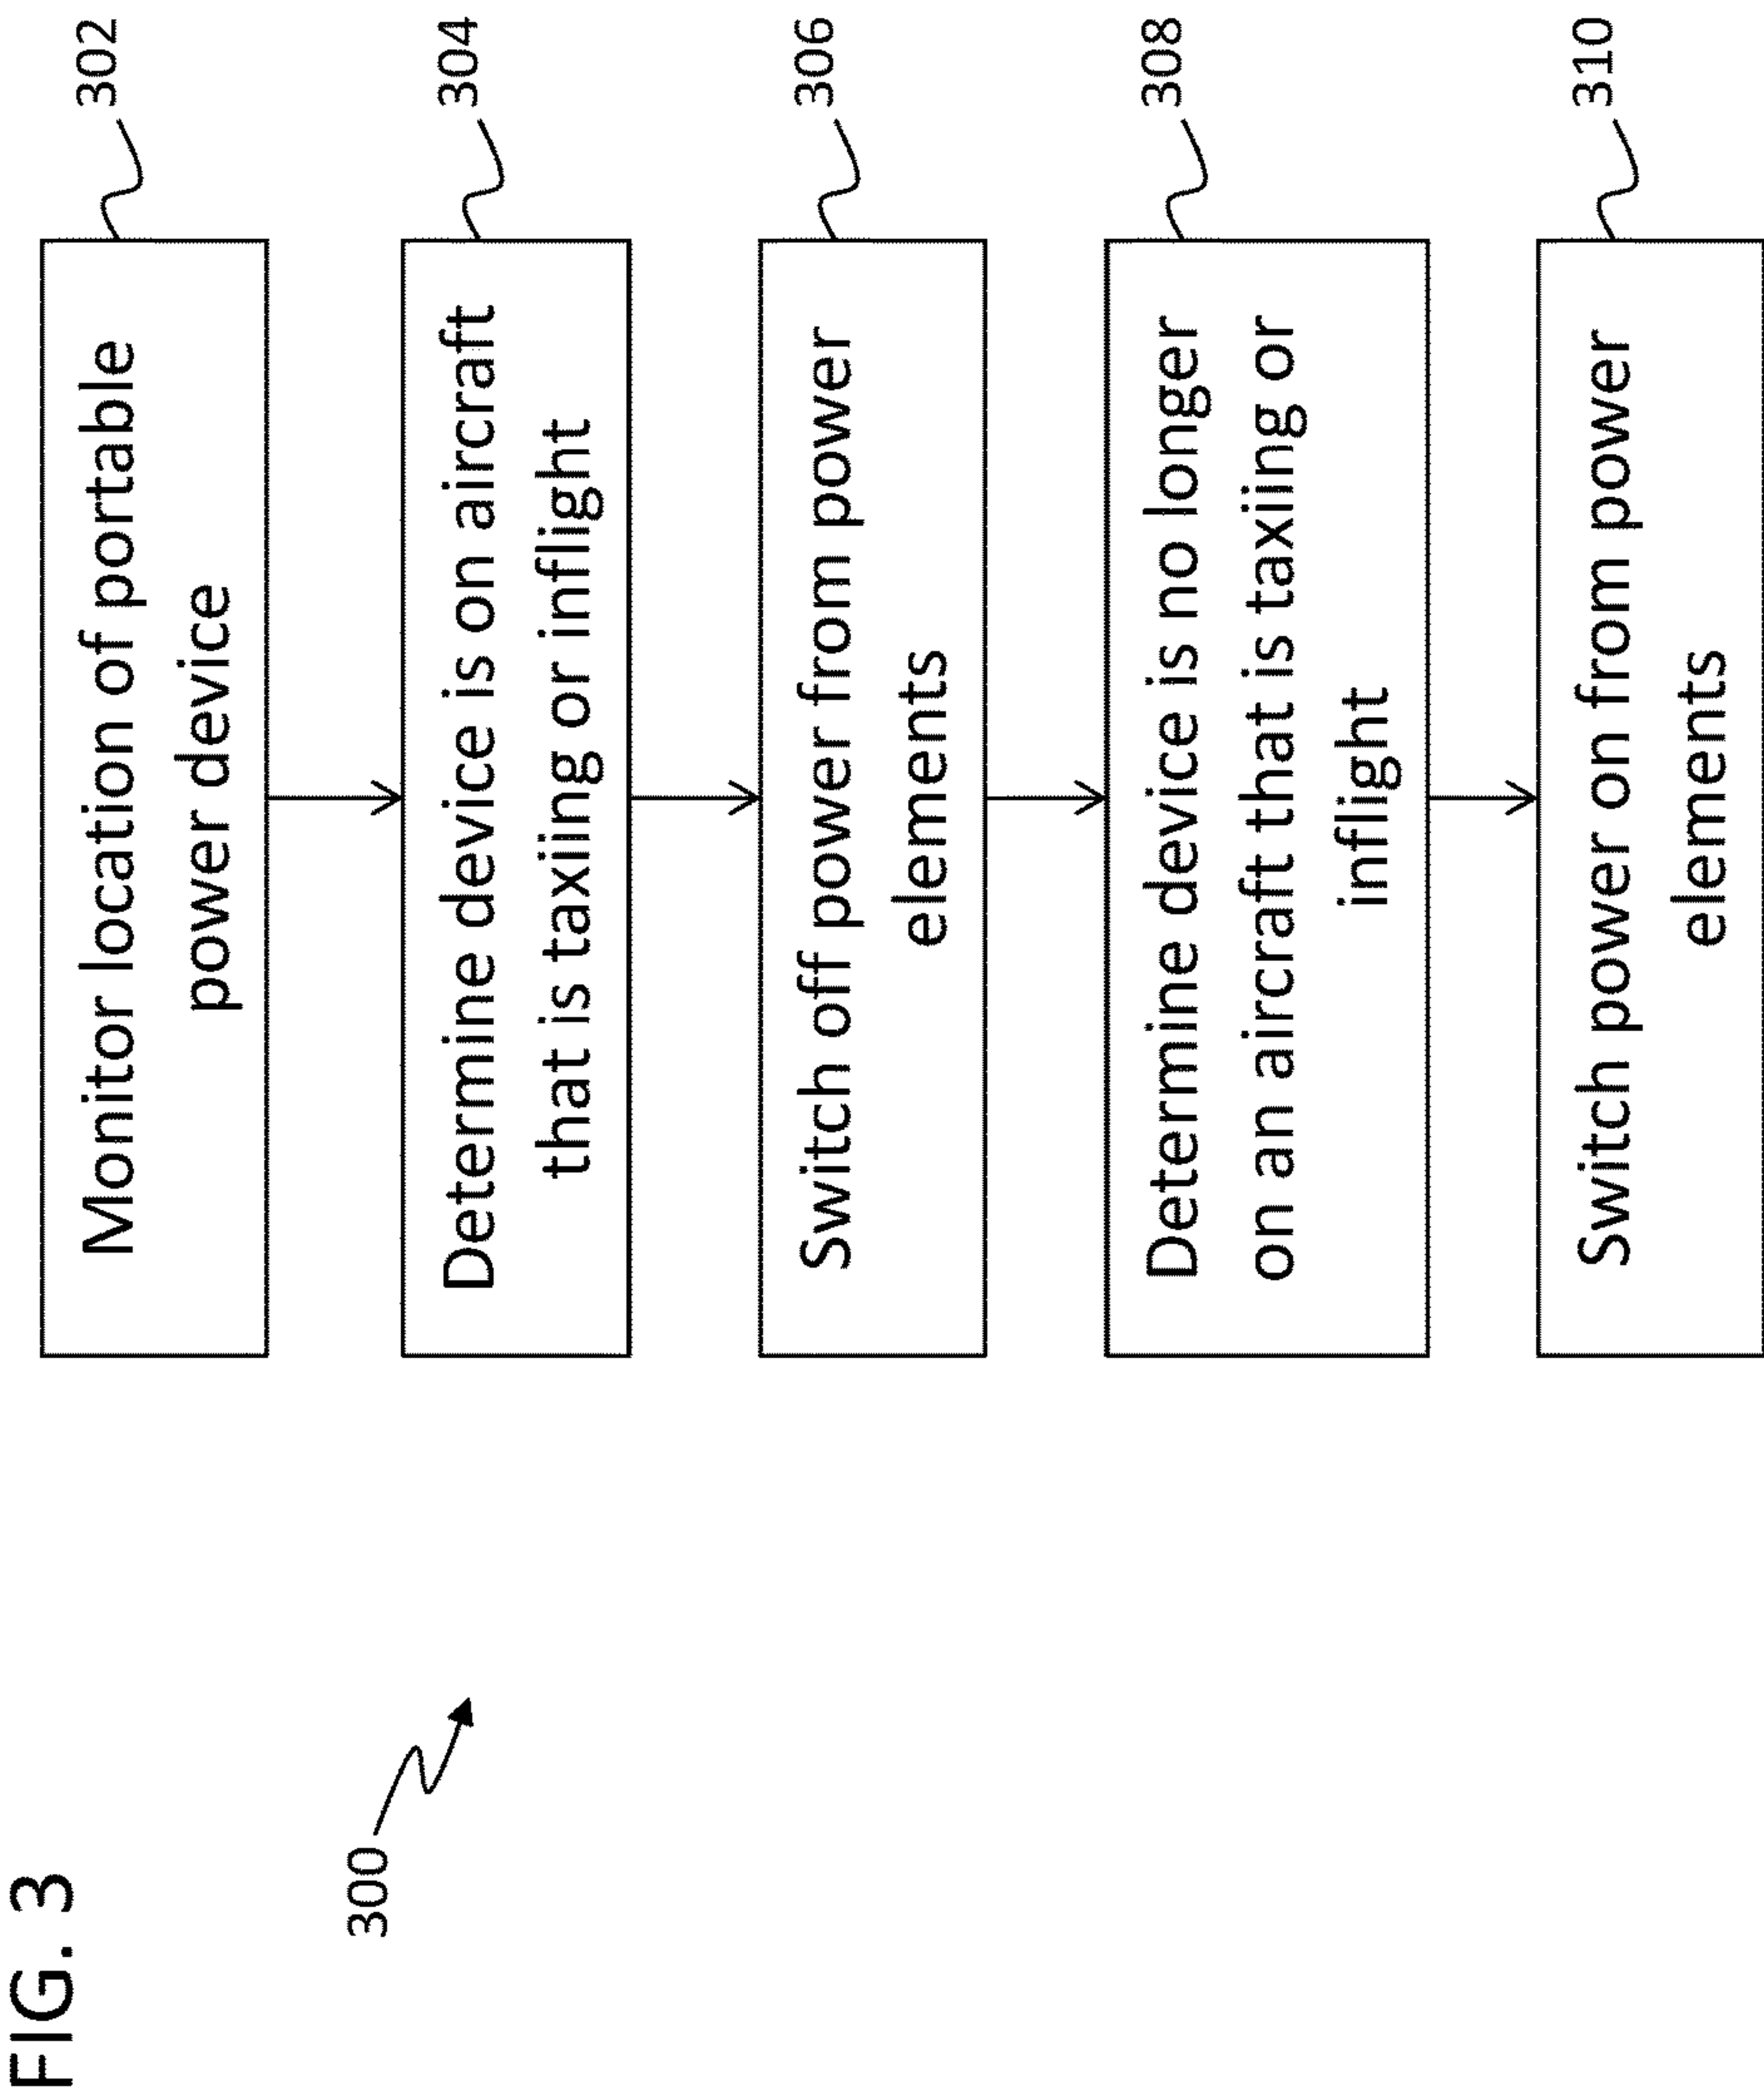 FIG. 3
300
Monitor location of portable
power device
302
Determine device is on aircraft
that is taxiing or inflight
304
Switch off power from power
elements
306
Determine device is no longer
on an aircraft that is taxiing or
inflight
308
Switch power on from power
elements
310